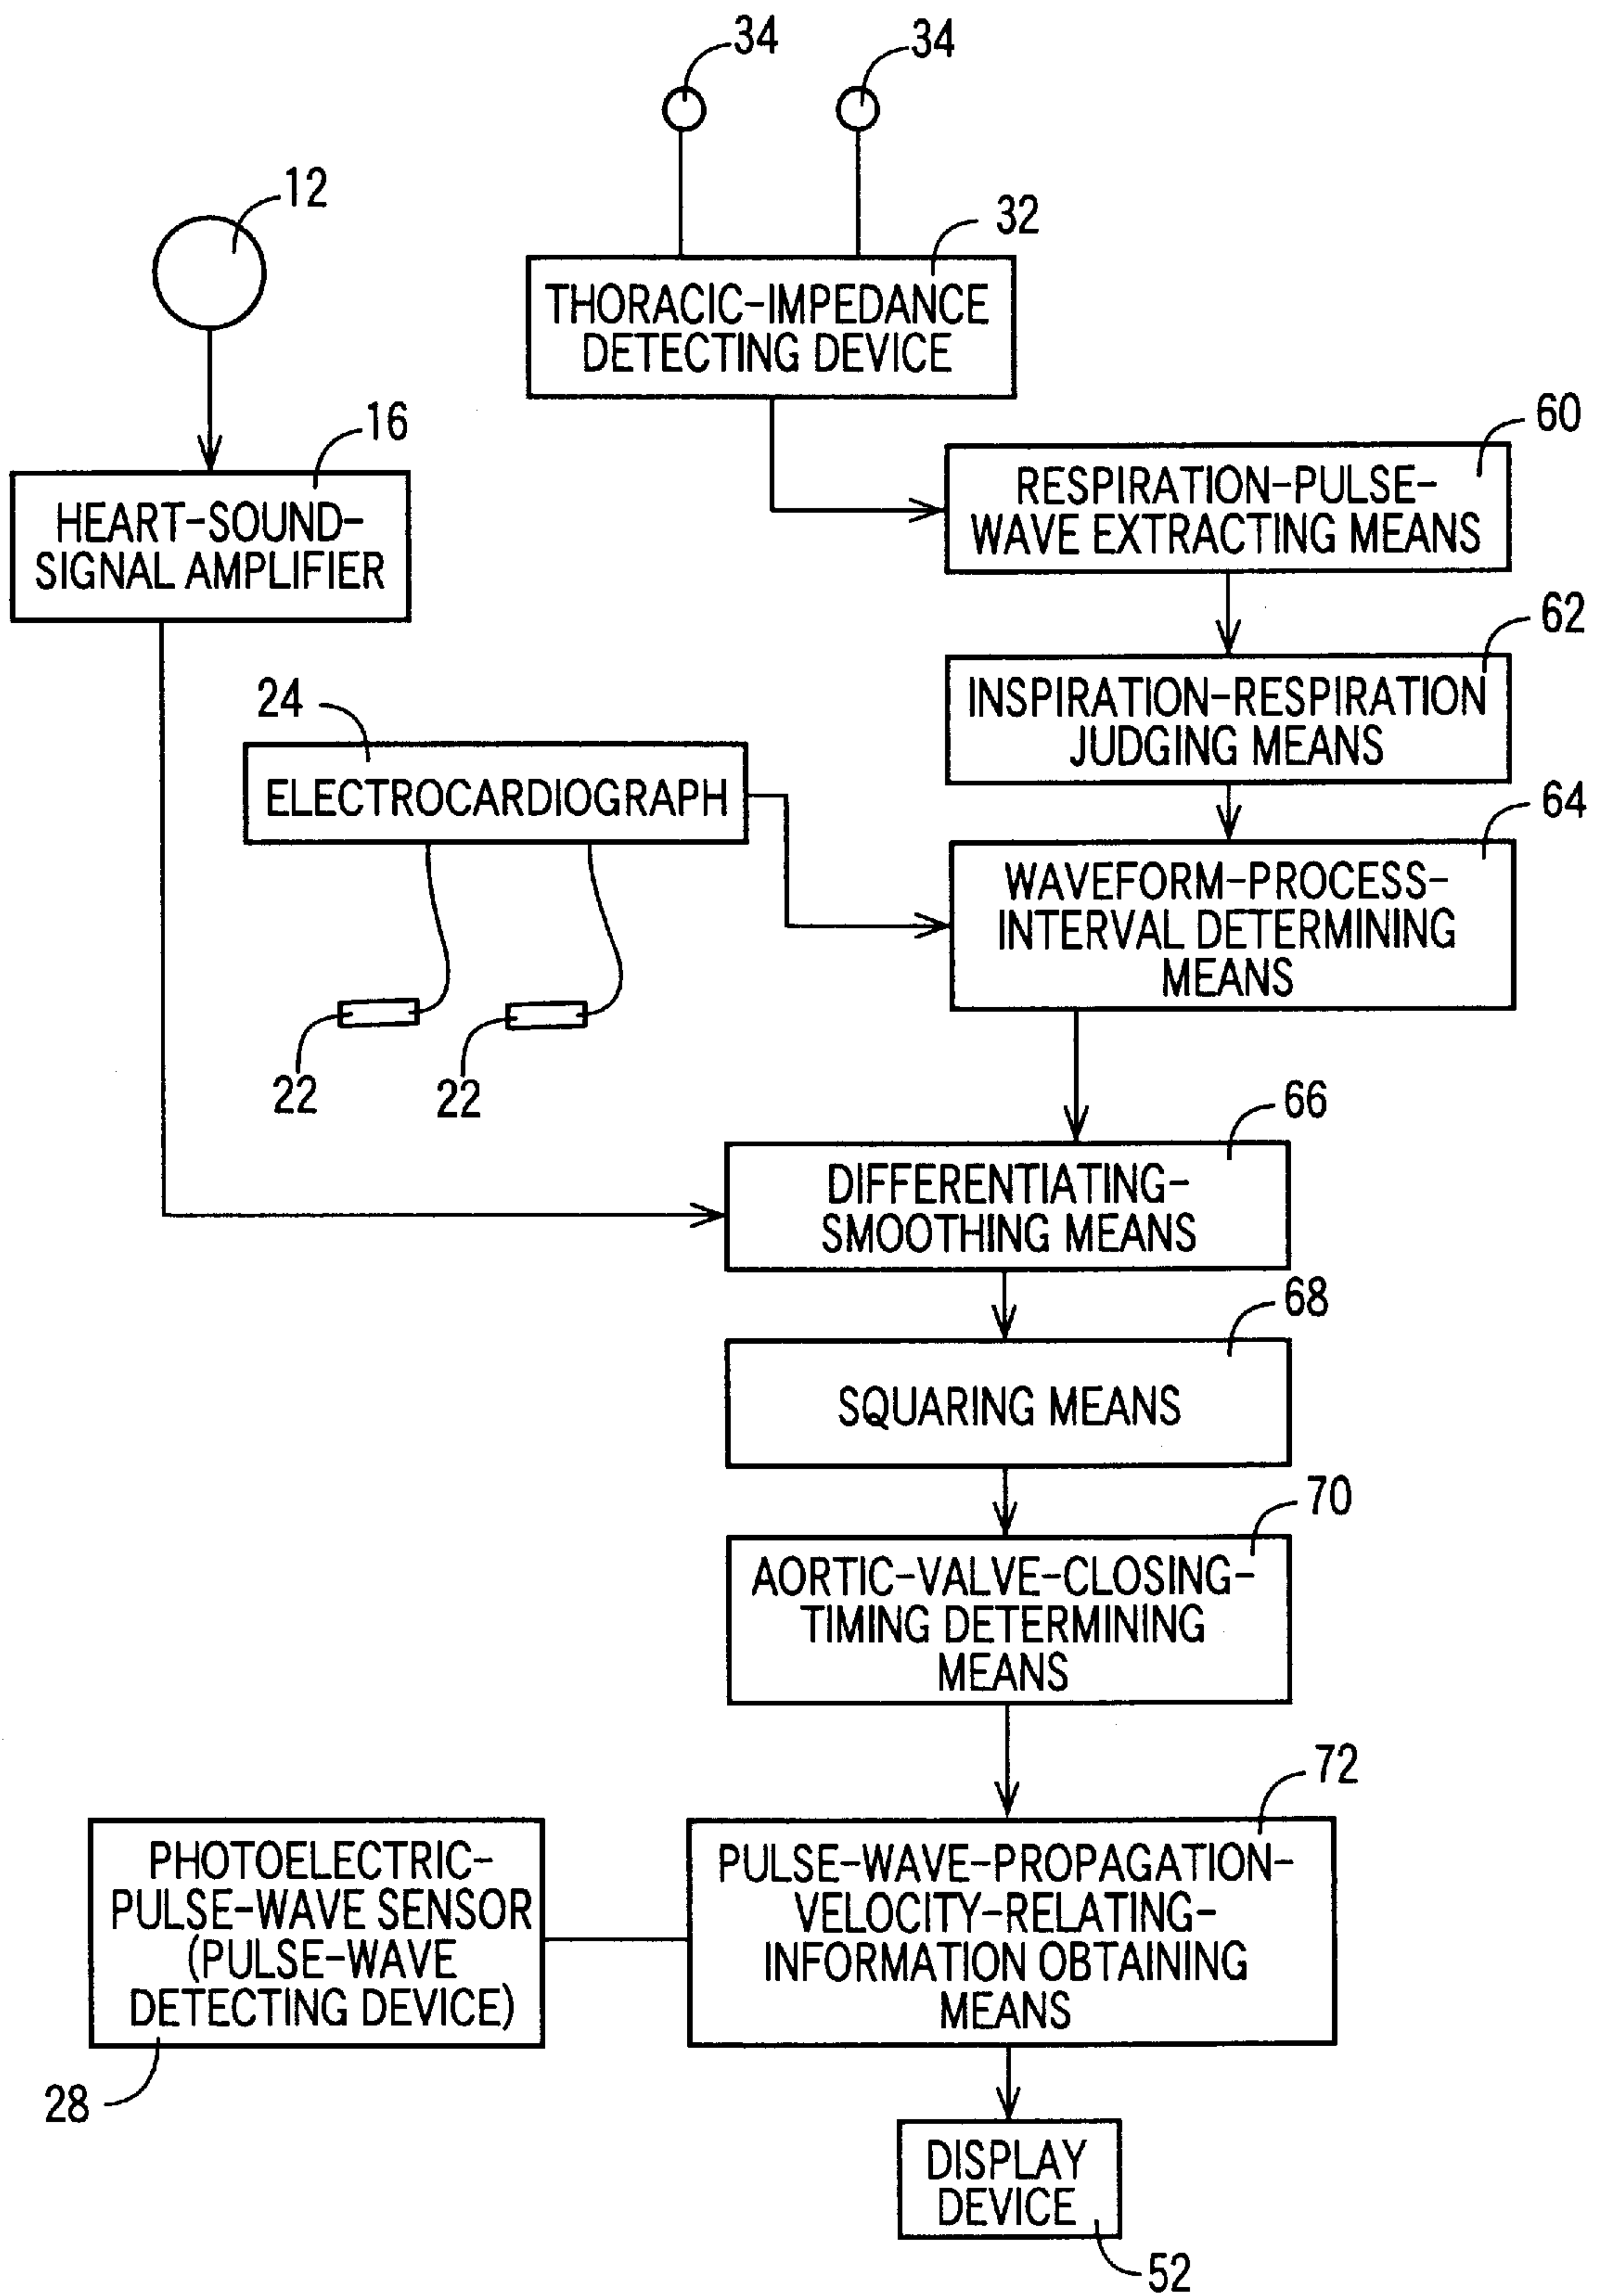 34
34
12
32
THORACIC-IMPEDANCE
DETECTING DEVICE
16
60
HEART-SOUND-
SIGNAL AMPLIFIER
RESPIRATION-PULSE-
WAVE EXTRACTING MEANS
62
INSPIRATION-RESPIRATION
JUDGING MEANS
24
ELECTROCARDIOGRAPH
64
WAVEFORM-PROCESS-
INTERVAL DETERMINING
MEANS
22
22
66
DIFFERENTIATING-
SMOOTHING MEANS
68
SQUARING MEANS
70
AORTIC-VALVE-CLOSING-
TIMING DETERMINING
MEANS
72
PHOTOELECTRIC-
PULSE-WAVE SENSOR
(PULSE-WAVE
DETECTING DEVICE)
28
PULSE-WAVE-PROPAGATION-
VELOCITY-RELATING-
INFORMATION OBTAINING
MEANS
DISPLAY
DEVICE
52